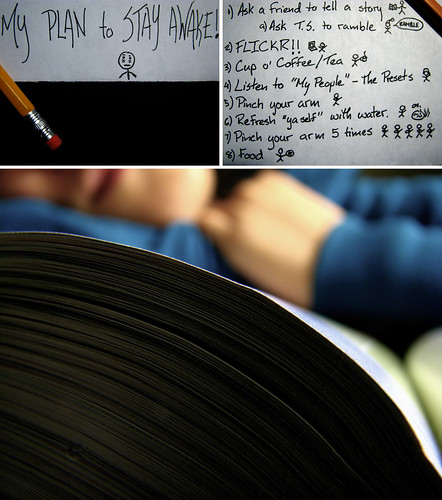 My PLAN to STAY AWAKE!
1) Ask a Friend to tell a story
a) Ask T.S. to ramble
RAMBLE
2) FLICKR!!
3) Cup o' Coffee/Tea
4) Listen to "My People" - The Presets
5) Pinch your arm
6) Refresh "ya self" with water. or
7) Pinch your arm 5 times
8) Food